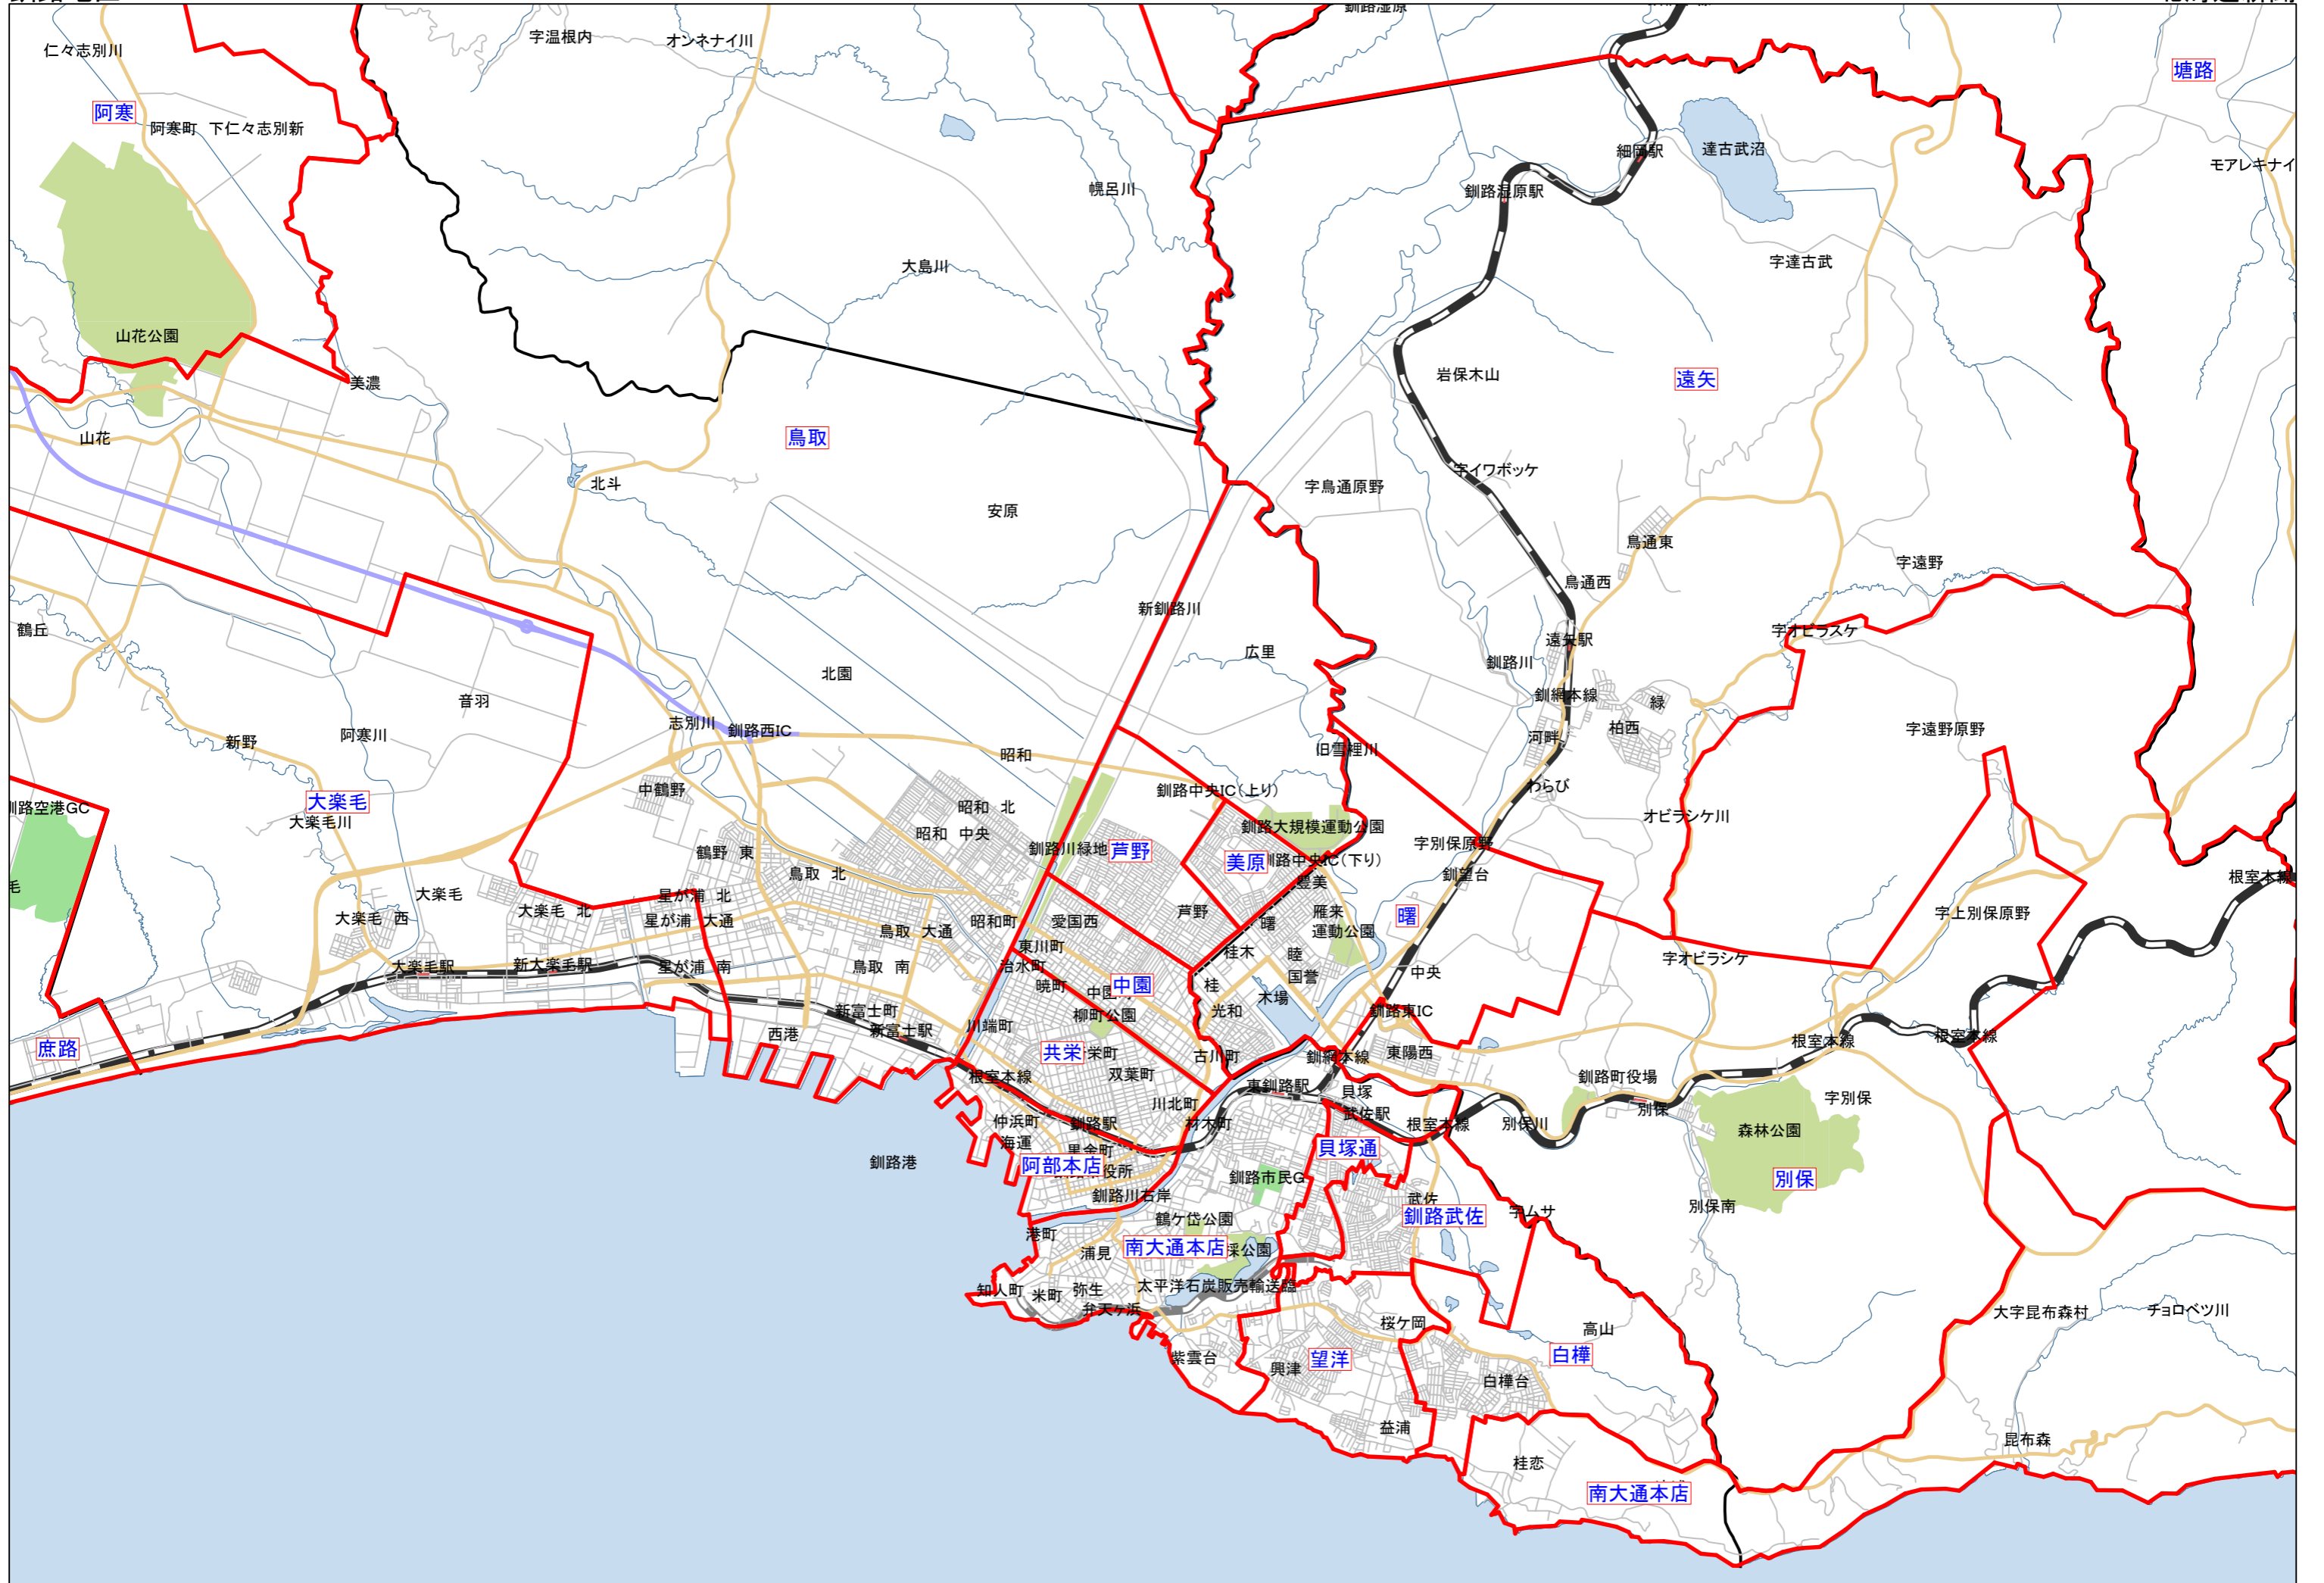 仁々志別川
字温根内
オンネナイ川
釧路湿原
塘路
阿寒
阿寒町 下仁々志別新
細岡駅
達古武沼
モアレキナイ
幌呂川
釧路湿原駅
大島川
字達古武
山花公園
美濃
岩保木山
遠矢
山花
鳥取
字イワボッケ
北斗
字鳥通原野
安原
鳥通東
字遠野
鳥通西
新釧路川
鶴丘
字オビラスケ
遠矢駅
広里
釧路川
北園
釧網本線
緑
音羽
志別川
釧路西IC
柏西
字遠野原野
新野
阿寒川
河畔
昭和
旧雪裡川
わらび
中鶴野
釧路中央IC(上り)
大楽毛
釧路空港GC
昭和 北
オビラシケ川
大楽毛川
昭和 中央
釧路大規模運動公園
字別保原野
釧路川緑地
芦野
鶴野 東
美原
釧路中央IC(下り)
鳥取 北
釧望台
根室本線
毛
豊美
大楽毛
星が浦 北
大楽毛 北
芦野
雁来
曙
字上別保原野
大楽毛 西
星が浦 大通
昭和町
愛国西
曙
運動公園
鳥取 大通
東川町
桂木
睦
字オビラシケ
大楽毛駅
新大楽毛駅
星が浦 南
鳥取 南
治水町
中央
国誉
暁町
中園
桂
木場
新富士町
柳町公園
光和
釧路東IC
西港
新富士駅
川端町
根室本線
根室本線
庶路
共栄
栄町
古川町
釧網本線
東陽西
根室本線
双葉町
東釧路駅
釧路町役場
貝塚
川北町
武佐駅
別保
字別保
仲浜町
釧路駅
材木町
根室本線
別保川
森林公園
海運
黒金町
貝塚通
釧路港
阿部本店
役所
釧路市民G
別保
釧路川右岸
武佐
別保南
鶴ケ岱公園
釧路武佐
字ムサ
港町
浦見
南大通本店
採公園
太平洋石炭販売輸送臨
知人町
米町
弥生
弁天ヶ浜
大字昆布森村
チョロベツ川
桜ケ岡
高山
紫雲台
望洋
白樺
興津
白樺台
益浦
昆布森
桂恋
南大通本店